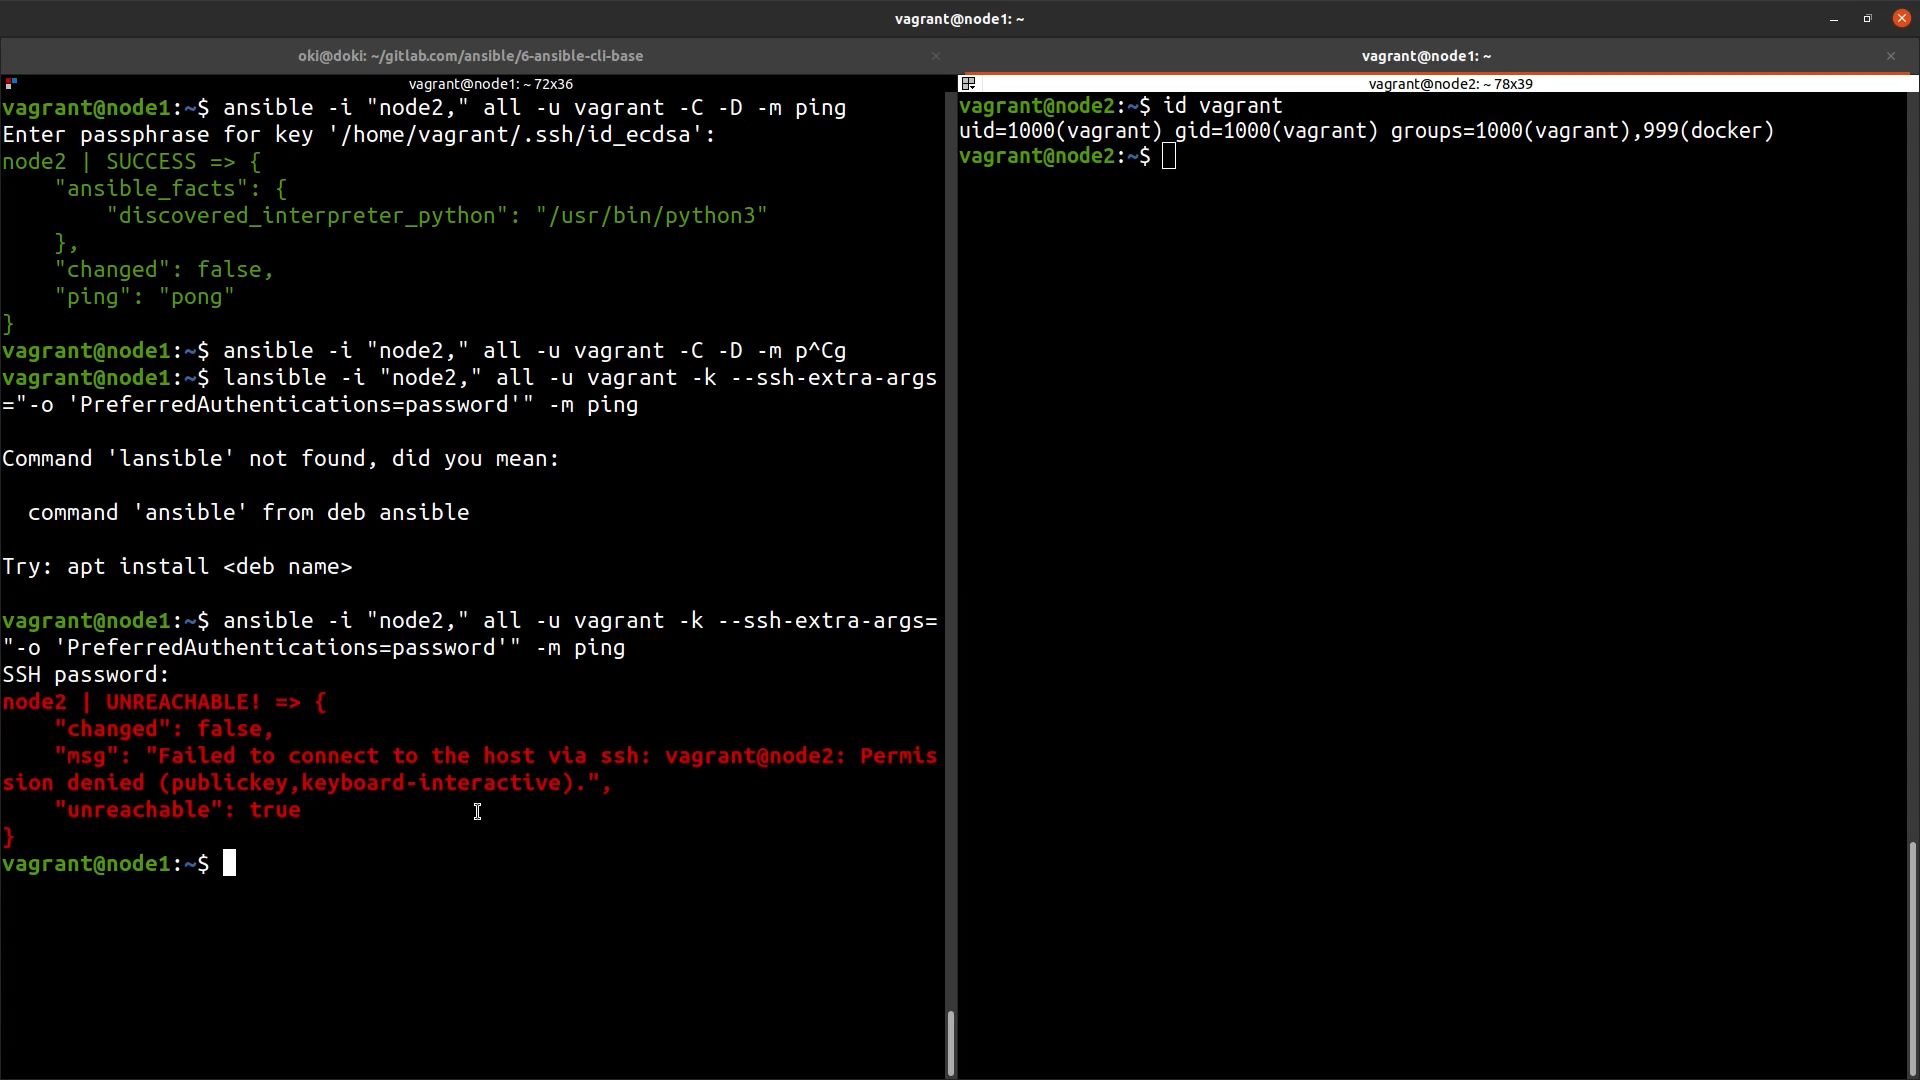 vagrant@node1: ~
oki@doki: ~/gitlab.com/ansible/6-ansible-cli-base
vagrant@node1: ~
vagrant@node1: ~ 72x36
vagrant@node1:~$ ansible -i "node2," all -u vagrant -C -D -m ping
Enter passphrase for key '/home/vagrant/.ssh/id_ecdsa':
node2 | SUCCESS => {
    "ansible_facts": {
        "discovered_interpreter_python": "/usr/bin/python3"
    },
    "changed": false,
    "ping": "pong"
}
vagrant@node1:~$ ansible -i "node2," all -u vagrant -C -D -m p^Cg
vagrant@node1:~$ lansible -i "node2," all -u vagrant -k --ssh-extra-args
="-o 'PreferredAuthentications=password'" -m ping
Command 'lansible' not found, did you mean:
  command 'ansible' from deb ansible
Try: apt install <deb name>
vagrant@node1:~$ ansible -i "node2," all -u vagrant -k --ssh-extra-args=
"-o 'PreferredAuthentications=password'" -m ping
SSH password:
node2 | UNREACHABLE! => {
    "changed": false,
    "msg": "Failed to connect to the host via ssh: vagrant@node2: Permis
sion denied (publickey,keyboard-interactive).",
    "unreachable": true
}
vagrant@node1:~$
vagrant@node2: ~ 78x39
vagrant@node2:~$ id vagrant
uid=1000(vagrant) gid=1000(vagrant) groups=1000(vagrant),999(docker)
vagrant@node2:~$